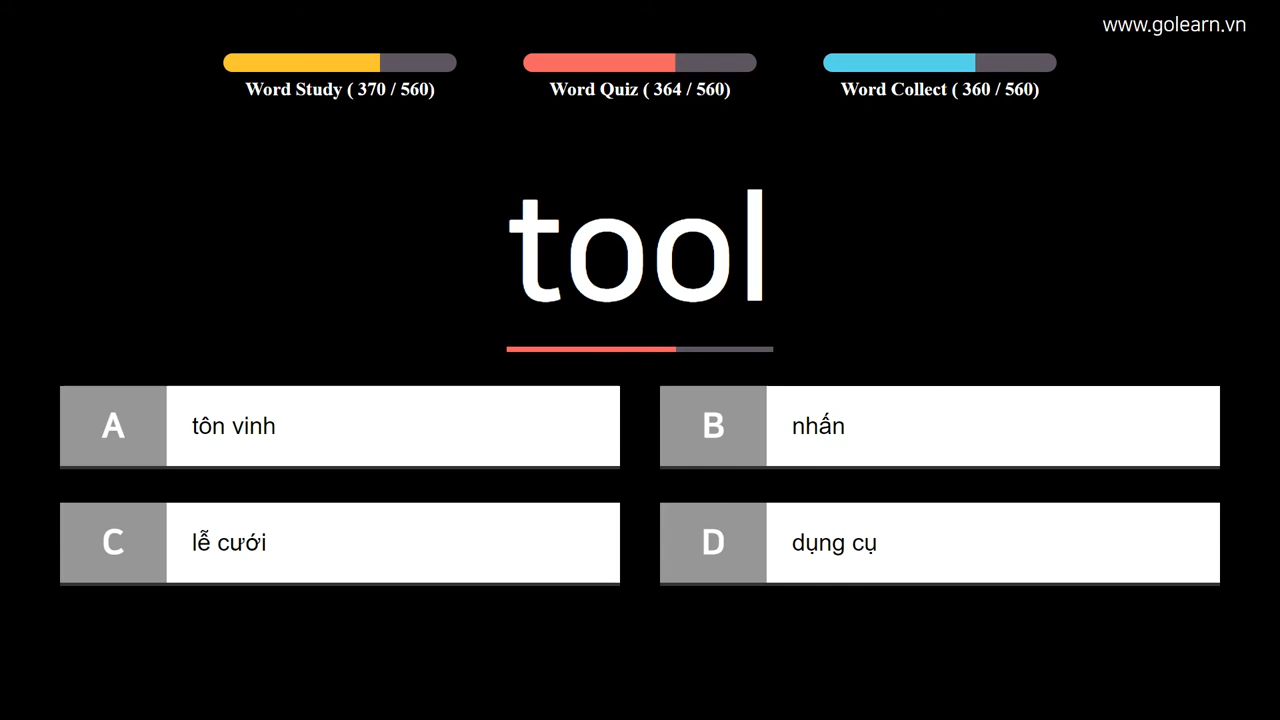 www.golearn.vn
Word Study ( 370 / 560)
Word Quiz ( 364 / 560)
Word Collect ( 360 / 560)
tool
A tôn vinh
B nhấn
C lễ cưới
D dụng cụ